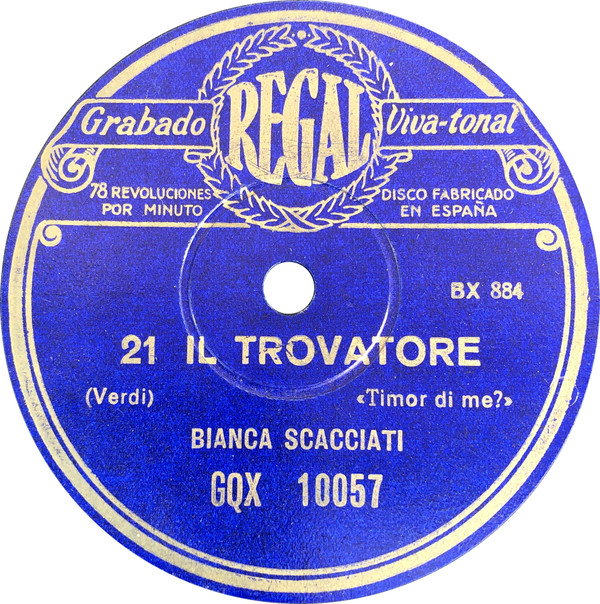 REGAL
Grabado Viva-tonal
78 REVOLUCIONES POR MINUTO
DISCO FABRICADO EN ESPAÑA
BX 884
21 IL TROVATORE
(Verdi) «Timor di me?»
BIANCA SCACCIATI
GQX 10057